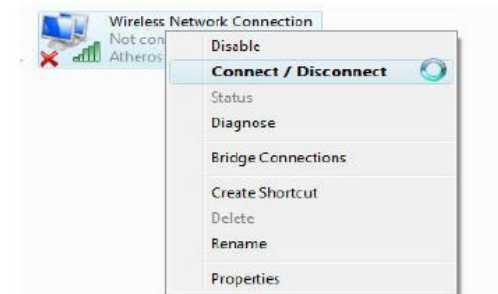 Wireless Network Connection
Not con
Atheros
Disable
Connect / Disconnect
Status
Diagnose
Bridge Connections
Create Shortcut
Delete
Rename
Properties